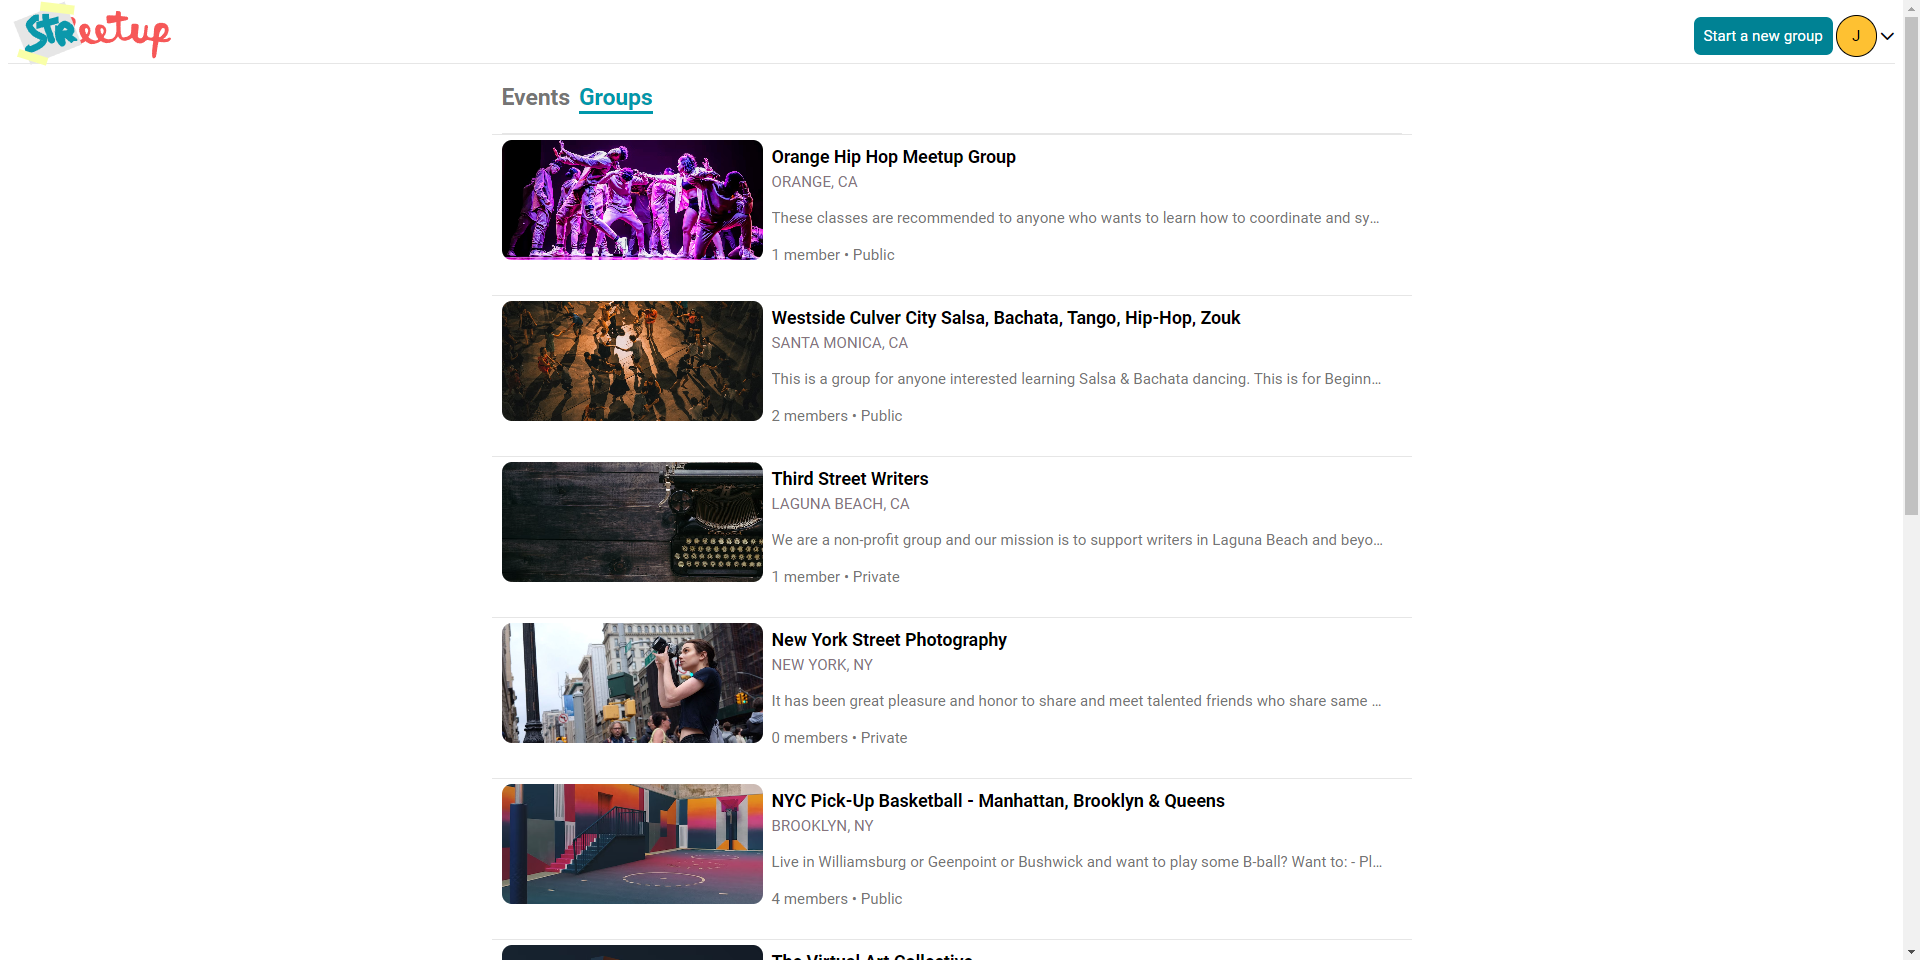 STReetup
Start a new group
J
Events Groups
Orange Hip Hop Meetup Group
ORANGE, CA
These classes are recommended to anyone who wants to learn how to coordinate and sy...
1 member • Public
Westside Culver City Salsa, Bachata, Tango, Hip-Hop, Zouk
SANTA MONICA, CA
This is a group for anyone interested learning Salsa & Bachata dancing. This is for Beginn...
2 members • Public
Third Street Writers
LAGUNA BEACH, CA
We are a non-profit group and our mission is to support writers in Laguna Beach and beyo...
1 member • Private
New York Street Photography
NEW YORK, NY
It has been great pleasure and honor to share and meet talented friends who share same ...
0 members • Private
NYC Pick-Up Basketball - Manhattan, Brooklyn & Queens
BROOKLYN, NY
Live in Williamsburg or Geenpoint or Bushwick and want to play some B-ball? Want to: - Pl...
4 members • Public
The Virtual Art Collective